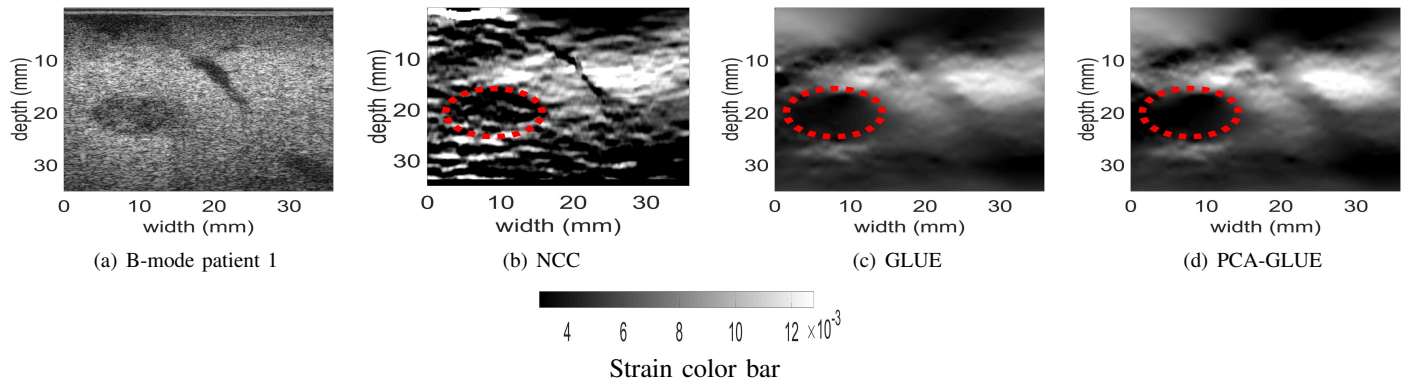 depth (mm)
10
20
30
0
10
20
30
width (mm)
(a) B-mode patient 1
depth (mm)
10
20
30
0
10
20
30
width (mm)
(b) NCC
depth (mm)
10
20
30
0
10
20
30
width (mm)
(c) GLUE
depth (mm)
10
20
30
0
10
20
30
width (mm)
(d) PCA-GLUE
4 6 8 10 12 ×10⁻³
Strain color bar